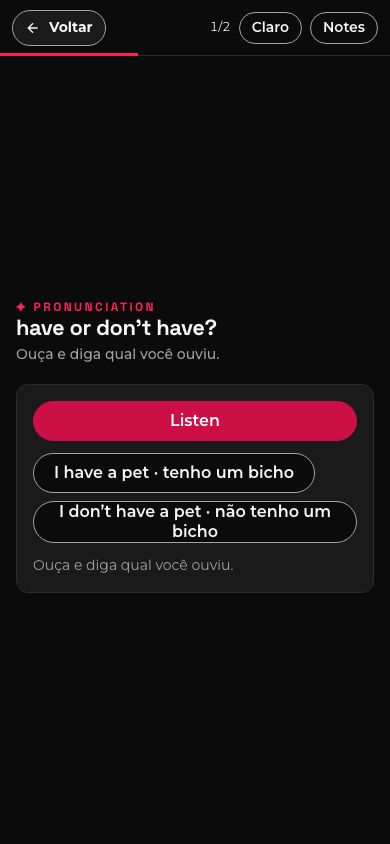 ← Voltar
1/2
Claro
Notes
✦ PRONUNCIATION
have or don’t have?
Ouça e diga qual você ouviu.
Listen
I have a pet · tenho um bicho
I don’t have a pet · não tenho um
bicho
Ouça e diga qual você ouviu.